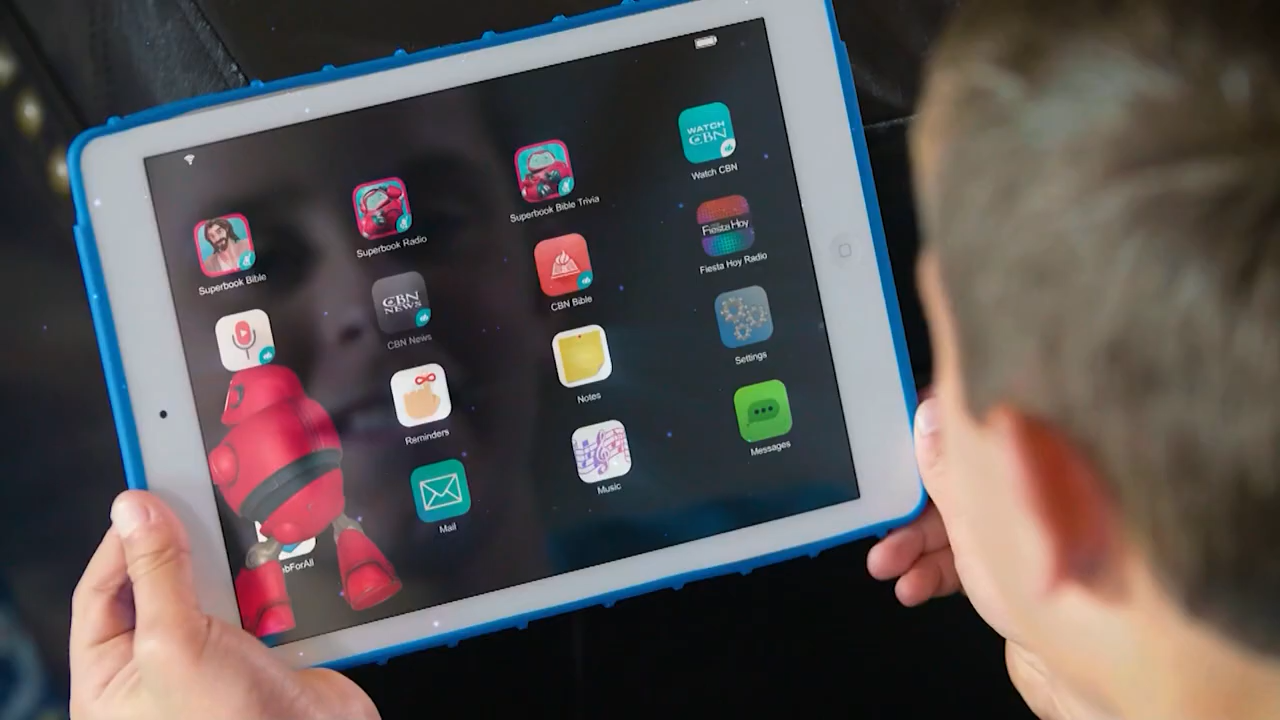 WATCH
CBN
Watch CBN
Superbook Bible Trivia
Superbook Radio
Superbook Bible
Fiesta Hoy
Fiesta Hoy Radio
CBN Bible
CBN
NEWS
CBN News
Settings
Notes
Reminders
Messages
Music
Mail
bForAll